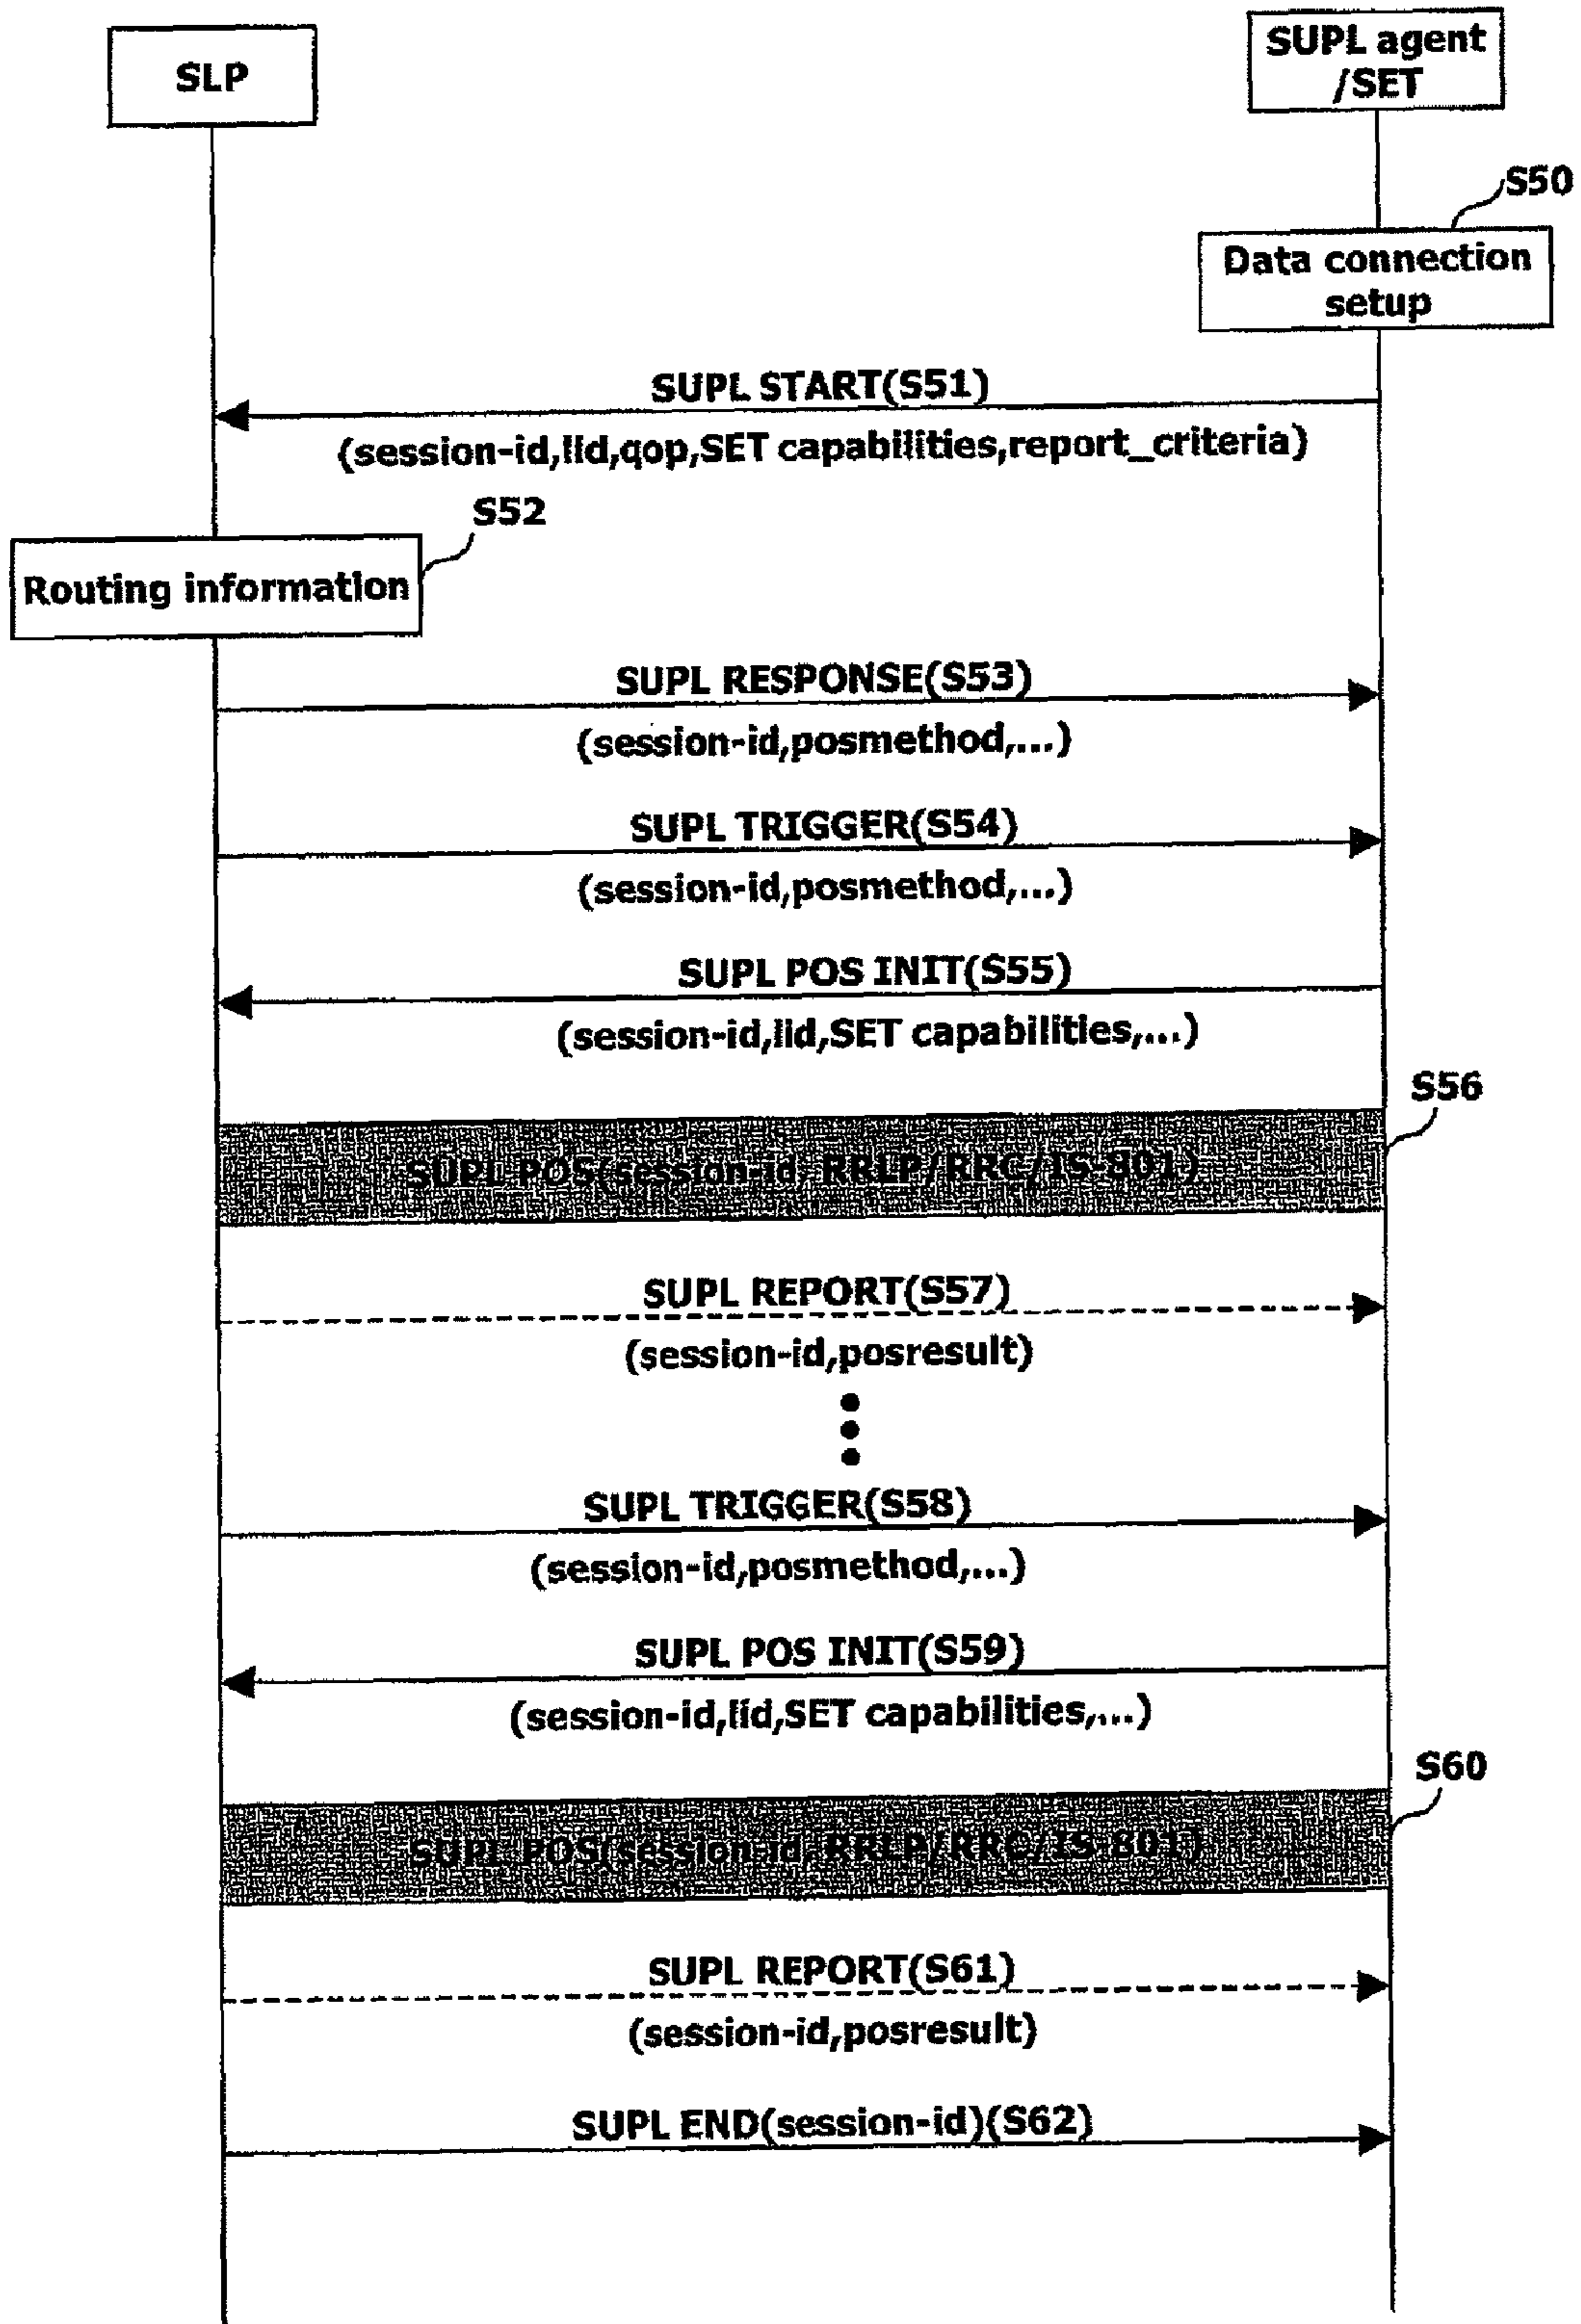 SLP
SUPL agent
/SET
S50
Data connection
setup
SUPL START(S51)
(session-id,lid,qop,SET capabilities,report_criteria)
S52
Routing information
SUPL RESPONSE(S53)
(session-id,posmethod,...)
SUPL TRIGGER(S54)
(session-id,posmethod,...)
SUPL POS INIT(S55)
(session-id,lid,SET capabilities,...)
S56
SUPL POS(session-id, RRLP/RRC/IS-801)
SUPL REPORT(S57)
(session-id,posresult)
SUPL TRIGGER(S58)
(session-id,posmethod,...)
SUPL POS INIT(S59)
(session-id,lid,SET capabilities,...)
S60
SUPL POS(session-id, RRLP/RRC/IS-801)
SUPL REPORT(S61)
(session-id,posresult)
SUPL END(session-id)(S62)